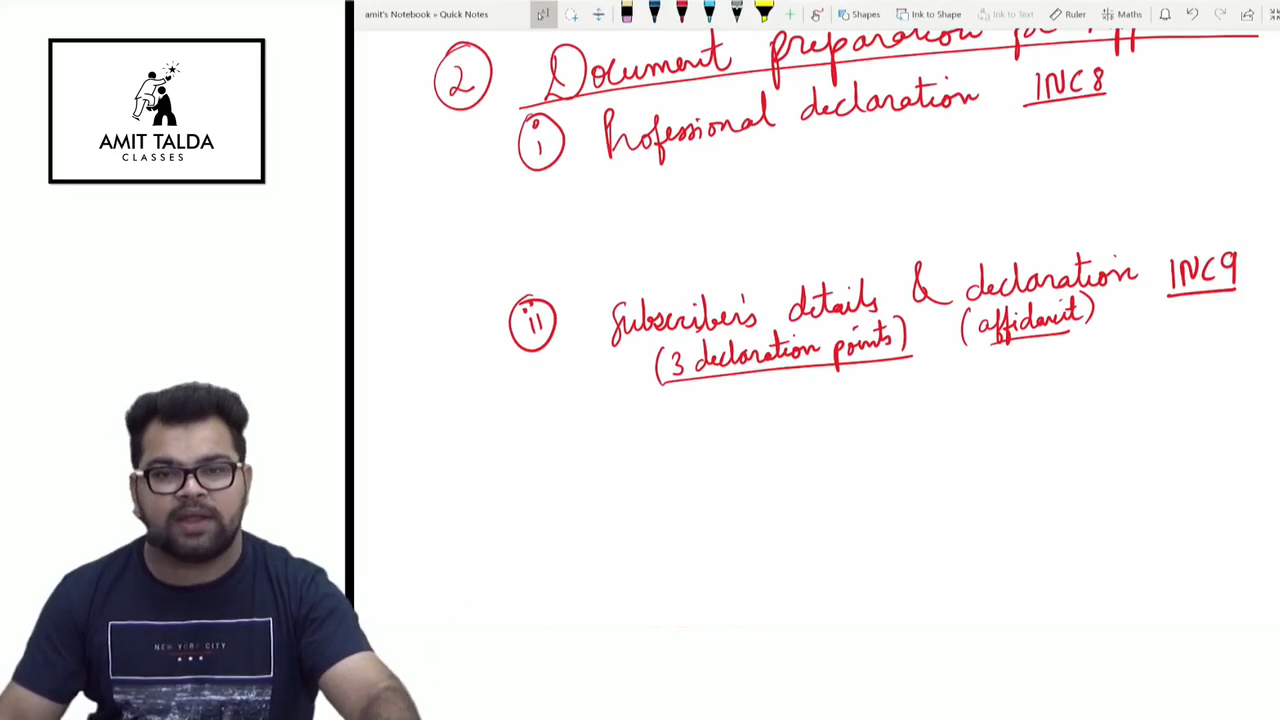 amit's Notebook » Quick Notes
Shapes
Ink to Shape
Ink to Text
Ruler
Maths
AMIT TALDA
CLASSES
2 Document preparation for
i Professional declaration INC8
ii Subscriber's details & declaration INC9
(3 declaration points) (affidavit)
NEW YORK CITY